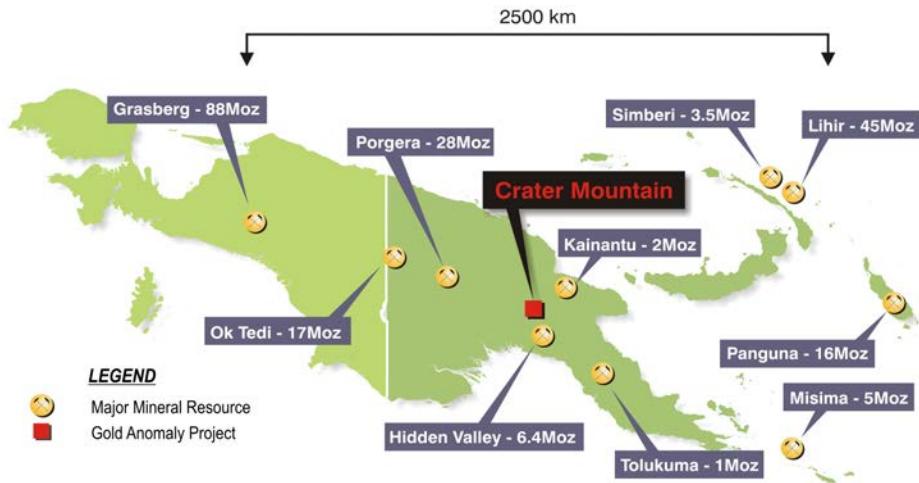 2500 km
Grasberg - 88Moz
Simberi - 3.5Moz
Lihir - 45Moz
Porgera - 28Moz
Crater Mountain
Kainantu - 2Moz
Ok Tedi - 17Moz
Panguna - 16Moz
LEGEND
Major Mineral Resource
Gold Anomaly Project
Misima - 5Moz
Hidden Valley - 6.4Moz
Tolukuma - 1Moz